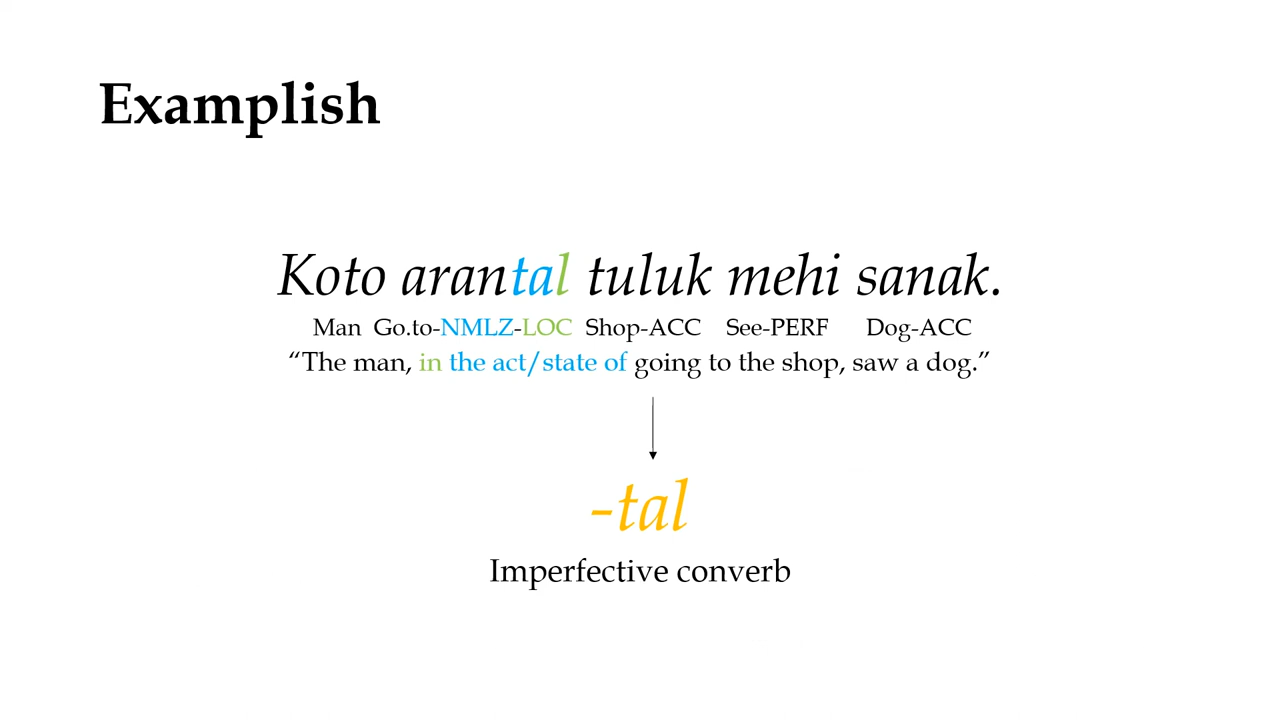 Examplish
Koto arantal tuluk mehi sanak.
Man Go.to-NMLZ-LOC Shop-ACC See-PERF Dog-ACC
“The man, in the act/state of going to the shop, saw a dog.”
-tal
Imperfective converb